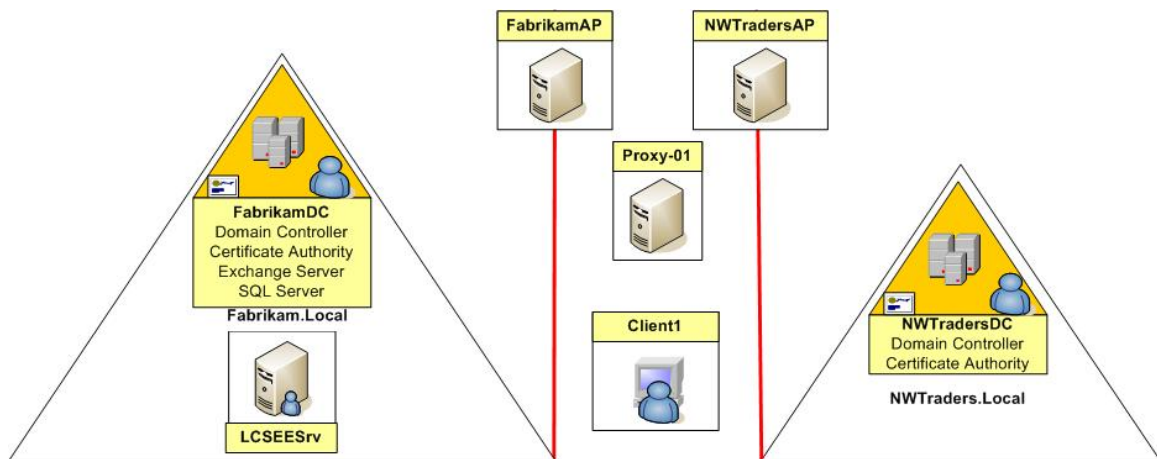 FabrikamAP
NWTradersAP
Proxy-01
FabrikamDC
Domain Controller
Certificate Authority
Exchange Server
SQL Server
Fabrikam.Local
LCSEESrv
Client1
NWTradersDC
Domain Controller
Certificate Authority
NWTraders.Local